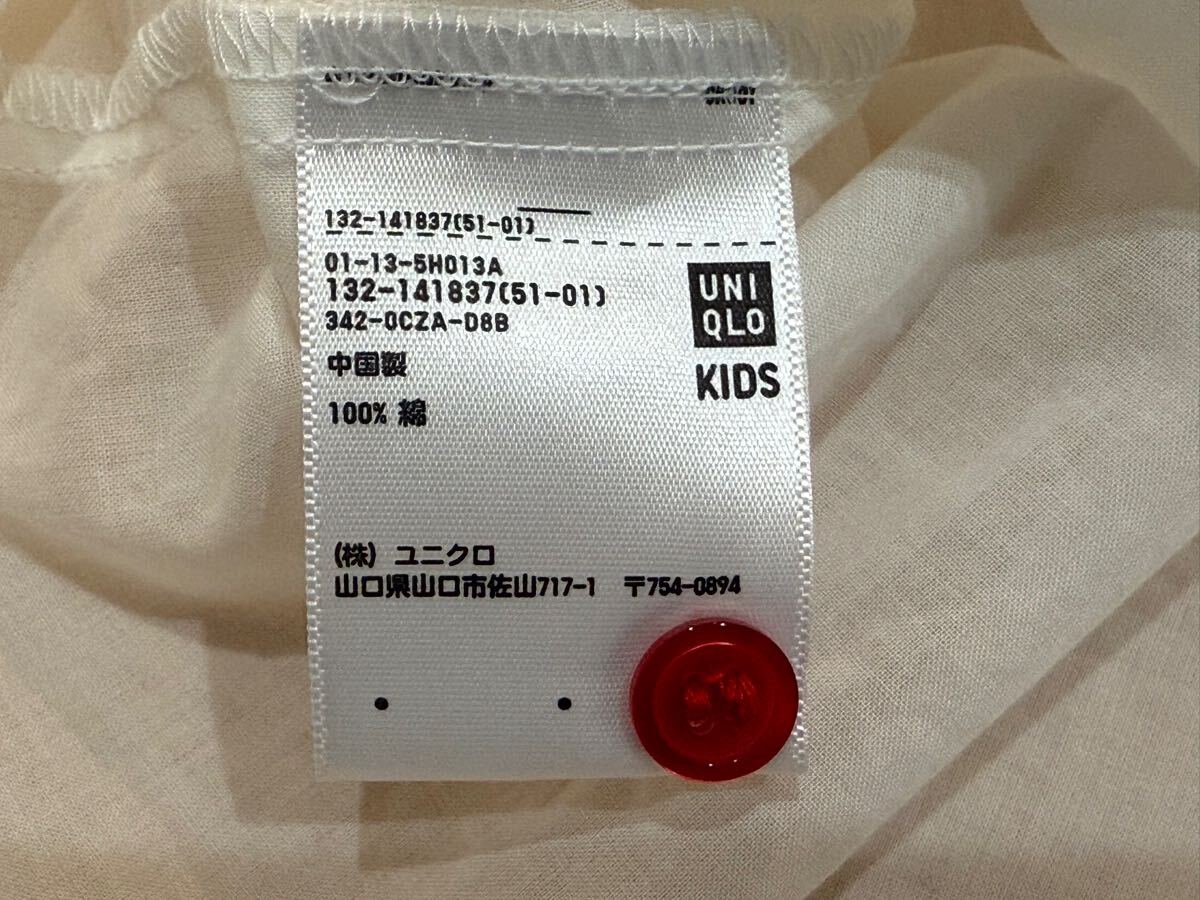 132-141837(51-01)
01-13-5H013A
132-141837(51-01)
342-0CZA-D8B
UNI
QLO
KIDS
中国製
100% 綿
(株) ユニクロ
山口県山口市佐山717-1 〒754-0894